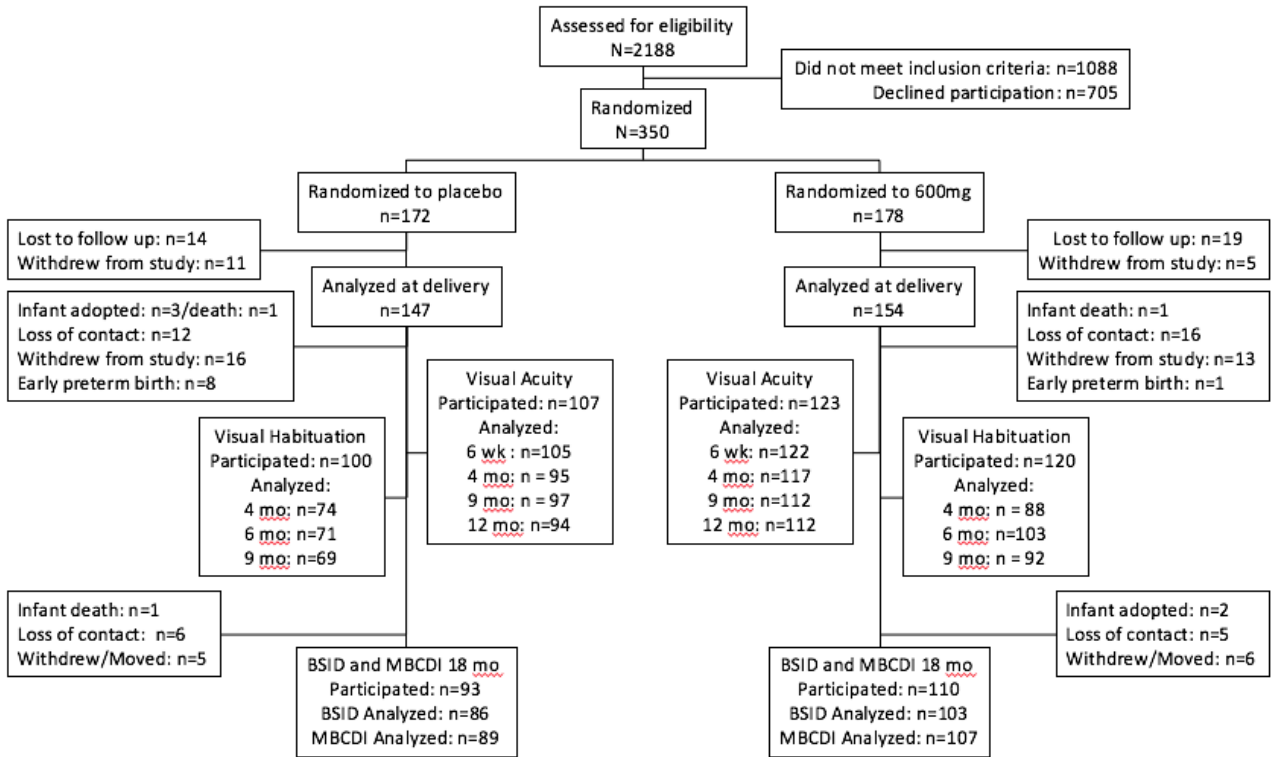 Assessed for eligibility
N=2188
Did not meet inclusion criteria: n=1088
Declined participation: n=705
Randomized
N=350
Randomized to placebo
n=172
Randomized to 600mg
n=178
Lost to follow up: n=14
Withdrew from study: n=11
Lost to follow up: n=19
Withdrew from study: n=5
Analyzed at delivery
n=147
Analyzed at delivery
n=154
Infant adopted: n=3/death: n=1
Loss of contact: n=12
Withdrew from study: n=16
Early preterm birth: n=8
Infant death: n=1
Loss of contact: n=16
Withdrew from study: n=13
Early preterm birth: n=1
Visual Acuity
Participated: n=107
Analyzed:
6 wk : n=105
4 mo: n = 95
9 mo: n = 97
12 mo: n=94
Visual Acuity
Participated: n=123
Analyzed:
6 wk: n=122
4 mo: n=117
9 mo: n=112
12 mo: n=112
Visual Habituation
Participated: n=100
Analyzed:
4 mo: n=74
6 mo: n=71
9 mo: n=69
Visual Habituation
Participated: n=120
Analyzed:
4 mo: n = 88
6 mo: n=103
9 mo: n = 92
Infant death: n=1
Loss of contact:  n=6
Withdrew/Moved: n=5
Infant adopted: n=2
Loss of contact: n=5
Withdrew/Moved: n=6
BSID and MBCDI 18 mo
Participated: n=93
BSID Analyzed: n=86
MBCDI Analyzed: n=89
BSID and MBCDI 18 mo
Participated: n=110
BSID Analyzed: n=103
MBCDI Analyzed: n=107